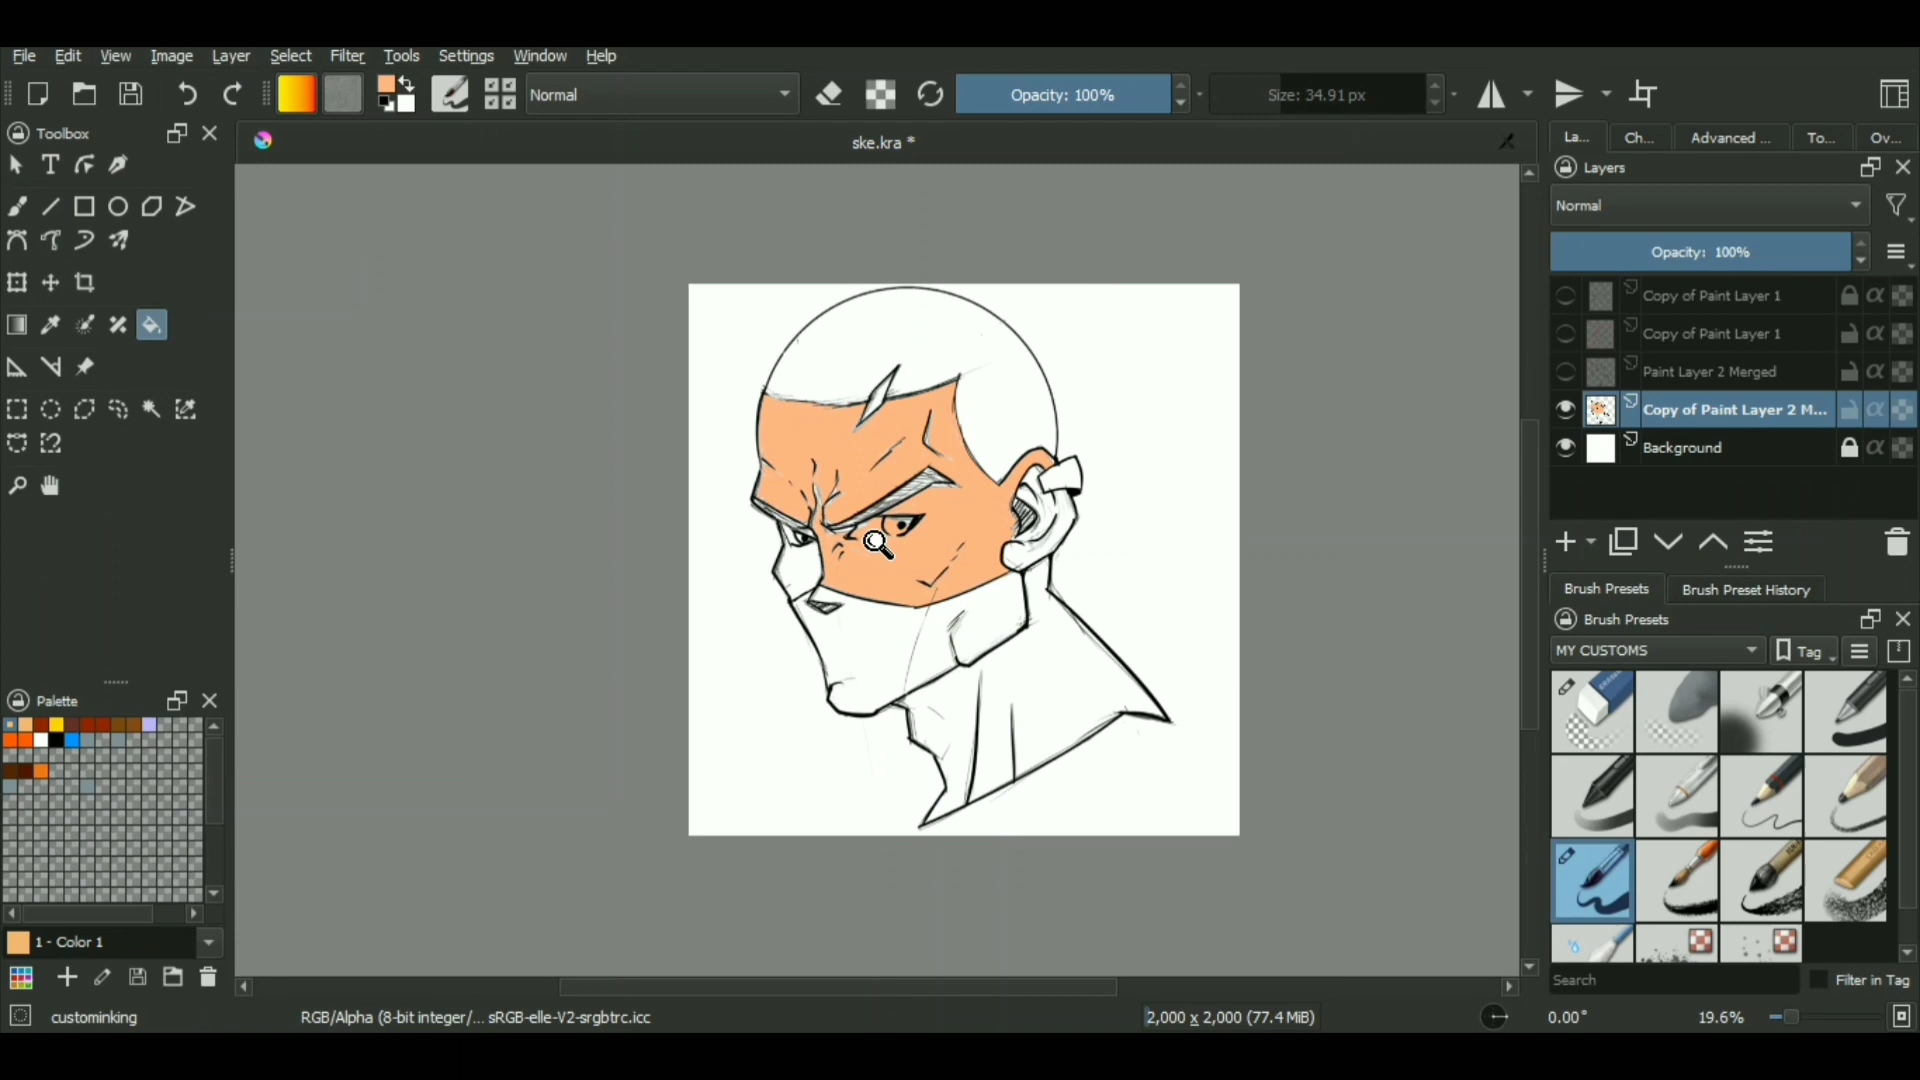 File Edit View Image Layer Select Filter Tools Settings Window Help
Normal
Opacity: 100%
Size: 34.91 px
Toolbox
ske.kra *
La... Ch... Advanced ... To... Ov...
Layers
Normal
Opacity: 100%
Copy of Paint Layer 1
Copy of Paint Layer 1
Paint Layer 2 Merged
Copy of Paint Layer 2 M...
Background
Brush Presets Brush Preset History
Brush Presets
MY CUSTOMS Tag
Palette
1 - Color 1
Search Filter in Tag
custominking RGB/Alpha (8-bit integer/... sRGB-elle-V2-srgbtrc.icc 2,000 x 2,000 (77.4 MiB) 0.00° 19.6%